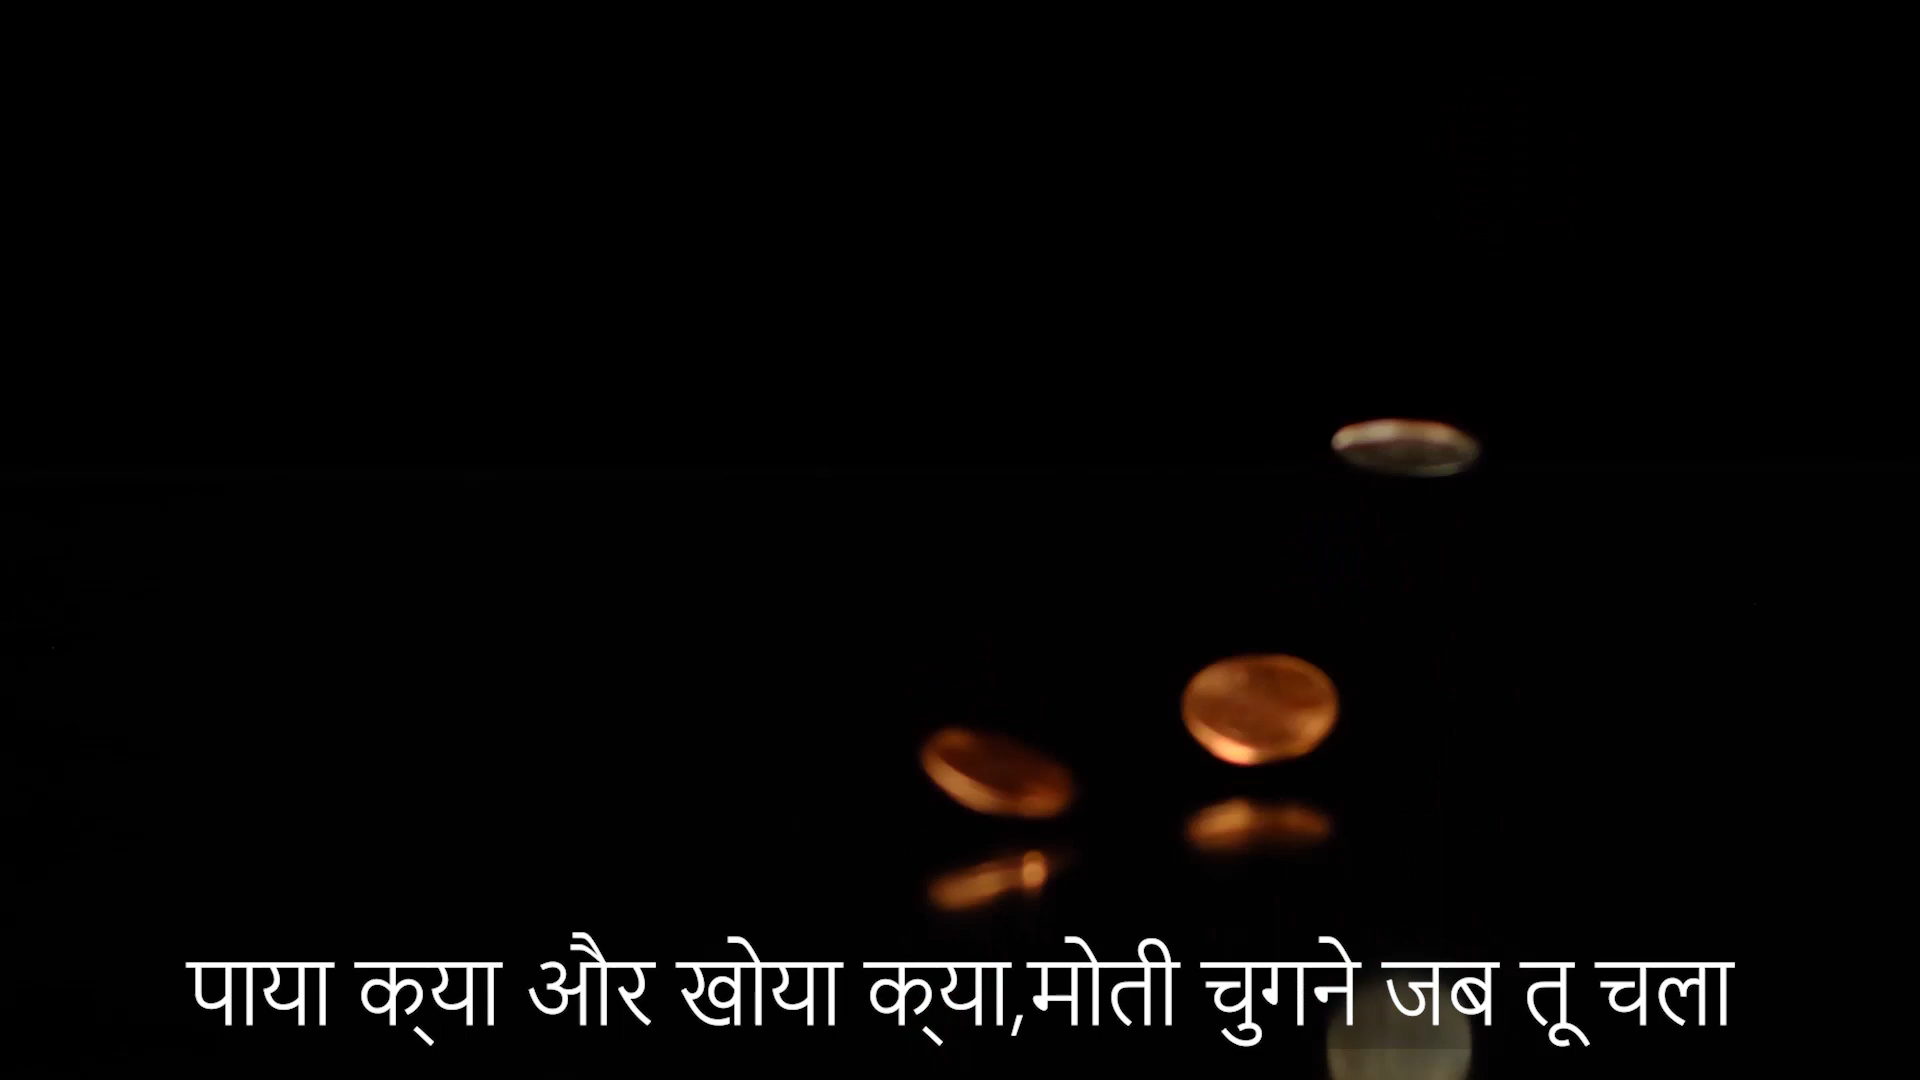 पाया क्या और खोया क्या,मोती चुगने जब तू चला